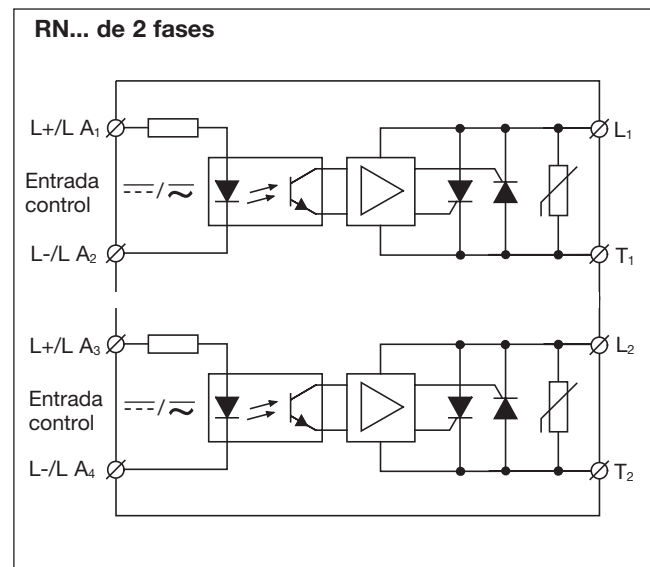 RN... de 2 fases
L+/L A₁
L₁
Entrada
control
L-/L A₂
T₁
L+/L A₃
L₂
Entrada
control
L-/L A₄
T₂